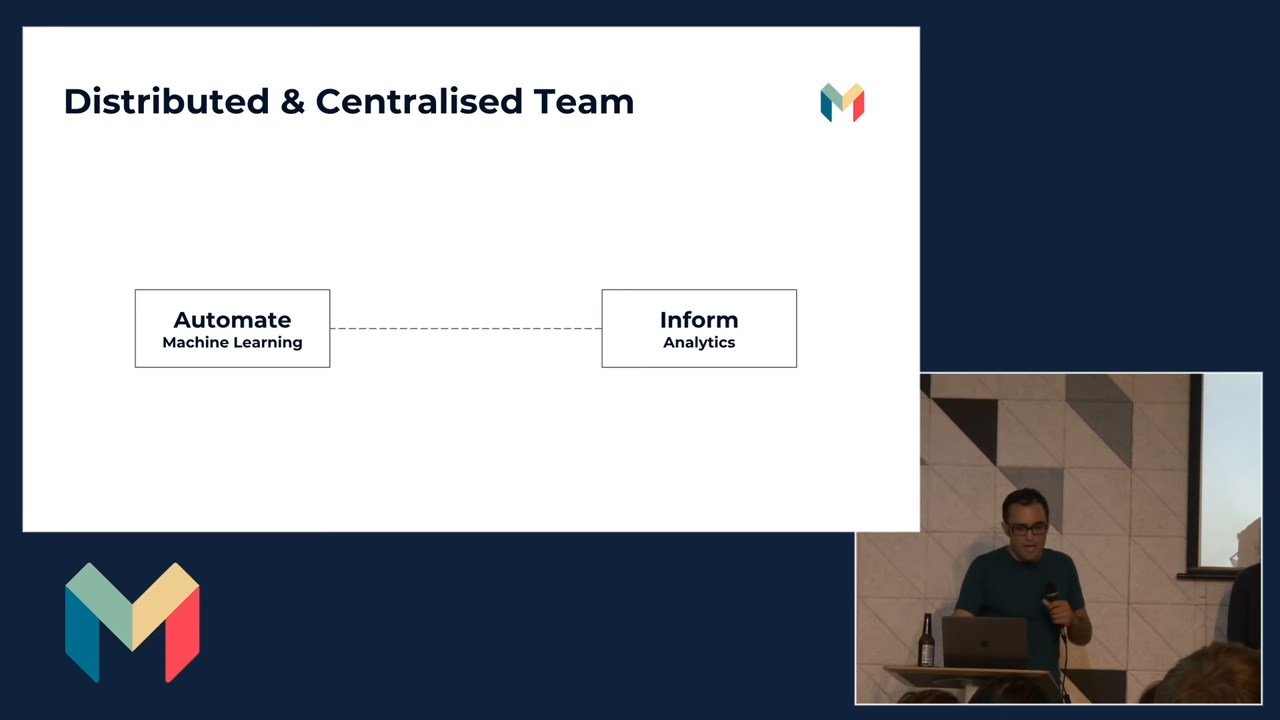 Distributed & Centralised Team
Automate
Machine Learning
Inform
Analytics